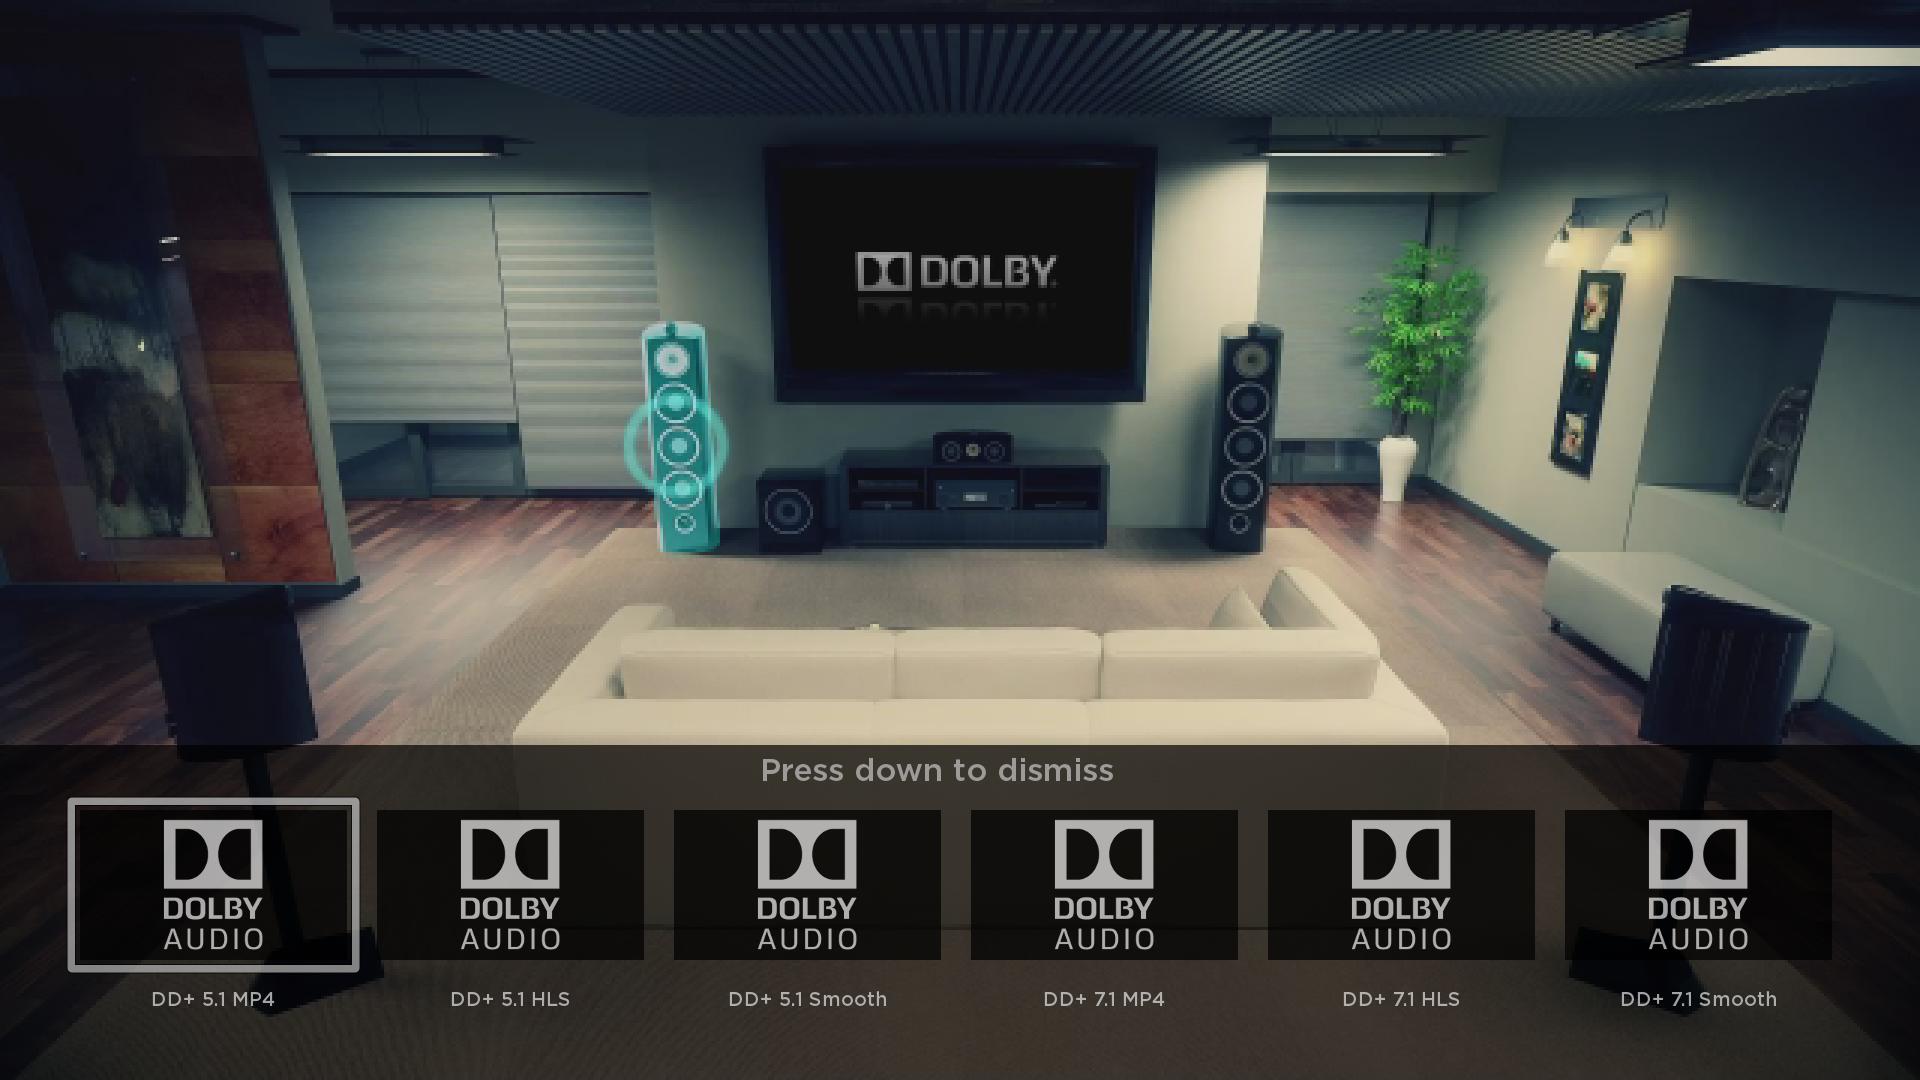 DOLBY
Press down to dismiss
DOLBY
AUDIO
DOLBY
AUDIO
DOLBY
AUDIO
DOLBY
AUDIO
DOLBY
AUDIO
DOLBY
AUDIO
DD+ 5.1 MP4
DD+ 5.1 HLS
DD+ 5.1 Smooth
DD+ 7.1 MP4
DD+ 7.1 HLS
DD+ 7.1 Smooth